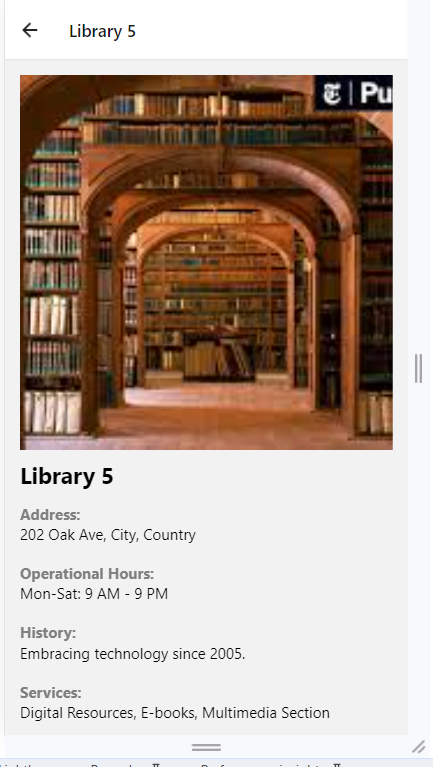 Library 5
Pu
Library 5
Address:
202 Oak Ave, City, Country
Operational Hours:
Mon-Sat: 9 AM - 9 PM
History:
Embracing technology since 2005.
Services:
Digital Resources, E-books, Multimedia Section